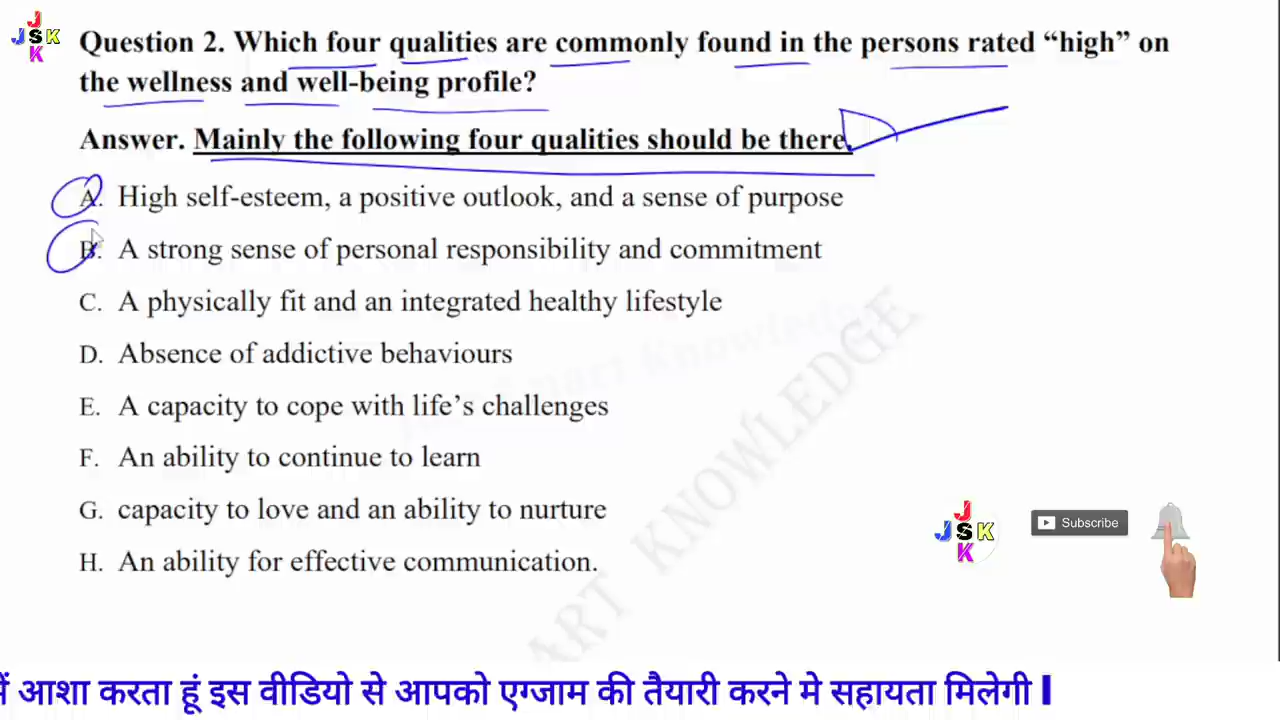 J
JSK
K
Question 2. Which four qualities are commonly found in the persons rated “high” on
the wellness and well-being profile?
Answer. Mainly the following four qualities should be there.
A. High self-esteem, a positive outlook, and a sense of purpose
B. A strong sense of personal responsibility and commitment
C. A physically fit and an integrated healthy lifestyle
D. Absence of addictive behaviours
E. A capacity to cope with life’s challenges
F. An ability to continue to learn
G. capacity to love and an ability to nurture
H. An ability for effective communication.
ART KNOWLEDGE
J
JSK
K
Subscribe
में आशा करता हूं इस वीडियो से आपको एग्जाम की तैयारी करने मे सहायता मिलेगी I